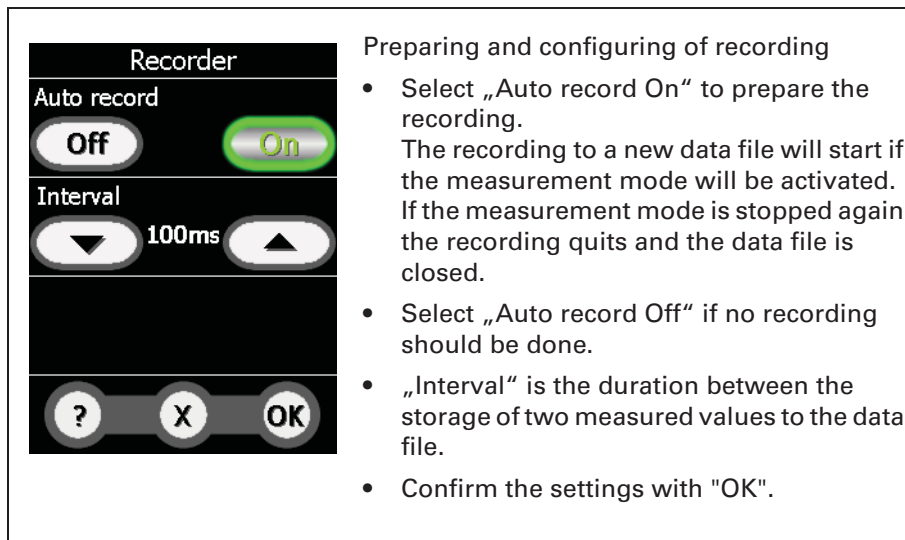 Recorder
Auto record
Off On
Interval
100ms
? X OK
Preparing and configuring of recording
• Select „Auto record On“ to prepare the
recording.
The recording to a new data file will start if
the measurement mode will be activated.
If the measurement mode is stopped again
the recording quits and the data file is
closed.
• Select „Auto record Off“ if no recording
should be done.
• „Interval“ is the duration between the
storage of two measured values to the data
file.
• Confirm the settings with "OK".